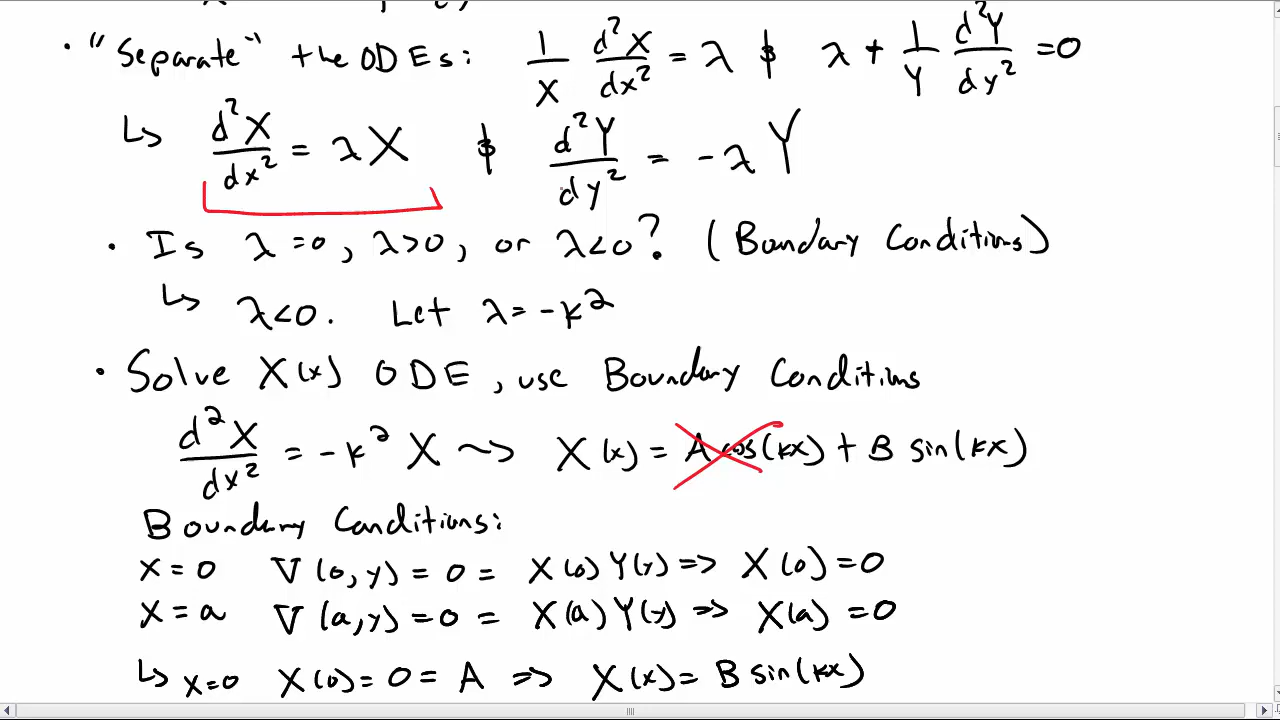 • "Separate" the ODEs: 1/X d²X/dx² = λ & λ + 1/Y d²Y/dy² = 0
↳ d²X/dx² = λX & d²Y/dy² = -λY
• Is λ=0, λ>0, or λ<0? (Boundary Conditions)
↳ λ<0. Let λ=-k²
• Solve X(x) ODE, use Boundary Conditions
d²X/dx² = -k² X ⤳ X(x) = A cos(kx) + B sin(kx)
Boundary Conditions:
x=0 V(0,y) = 0 = X(0)Y(y) ⇒ X(0)=0
x=a V(a,y) = 0 = X(a)Y(y) ⇒ X(a)=0
↳ x=0 X(0)=0=A ⇒ X(x)=B sin(kx)